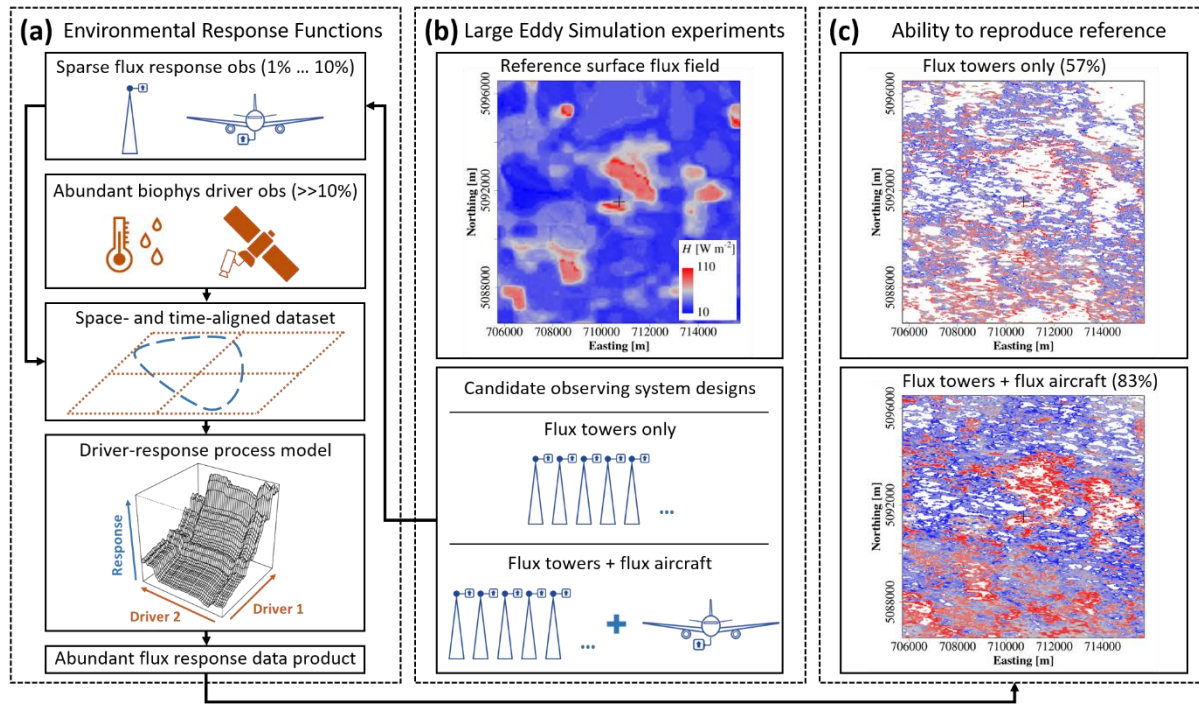 (a) Environmental Response Functions
Sparse flux response obs (1% ... 10%)
Abundant biophys driver obs (>>10%)
Space- and time-aligned dataset
Driver-response process model
Response
Driver 2
Driver 1
Abundant flux response data product
(b) Large Eddy Simulation experiments
Reference surface flux field
Northing [m]
5096000
5092000
5088000
H [W m-2]
110
10
706000 708000 710000 712000 714000
Easting [m]
Candidate observing system designs
Flux towers only
...
Flux towers + flux aircraft
... +
(c) Ability to reproduce reference
Flux towers only (57%)
Northing [m]
5096000
5092000
5088000
706000 708000 710000 712000 714000
Easting [m]
Flux towers + flux aircraft (83%)
Northing [m]
5096000
5092000
5088000
706000 708000 710000 712000 714000
Easting [m]